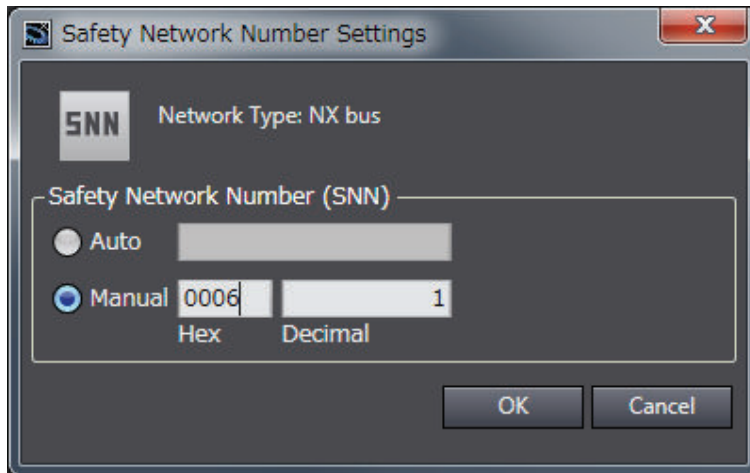 Safety Network Number Settings
SNN
Network Type: NX bus
Safety Network Number (SNN)
Auto
Manual 0006 1
Hex Decimal
OK Cancel